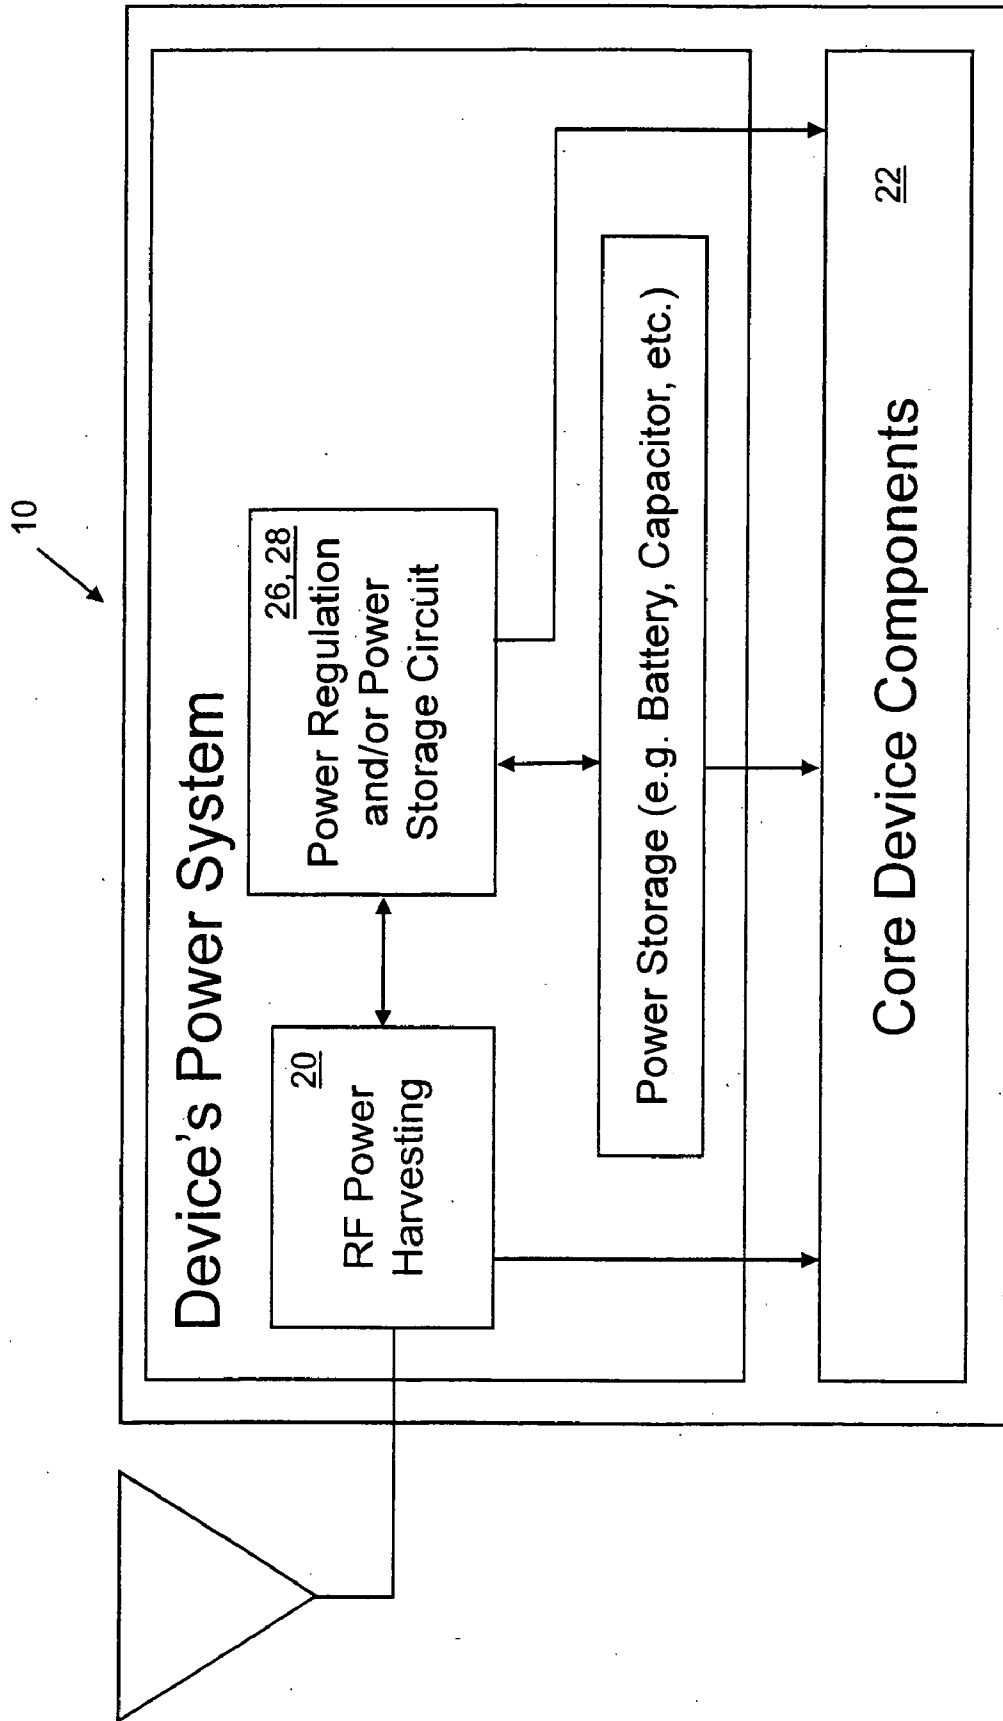 10
Device's Power System
20
RF Power
Harvesting
26, 28
Power Regulation
and/or Power
Storage Circuit
Power Storage (e.g. Battery, Capacitor, etc.)
Core Device Components
22